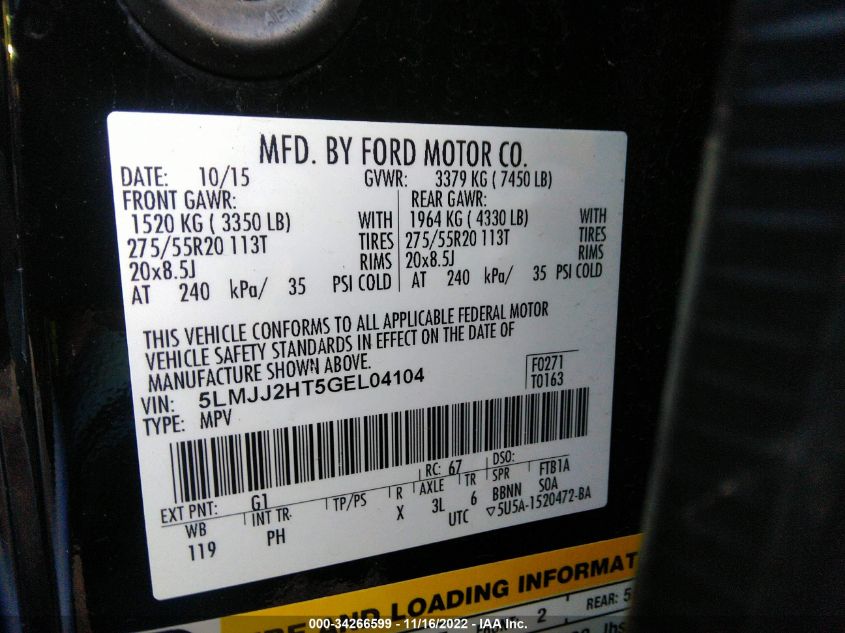 MFD. BY FORD MOTOR CO.
DATE: 10/15 GVWR: 3379 KG ( 7450 LB)
FRONT GAWR: REAR GAWR:
1520 KG ( 3350 LB) WITH 1964 KG ( 4330 LB) WITH
275/55R20 113T TIRES 275/55R20 113T TIRES
20x8.5J RIMS 20x8.5J RIMS
AT 240 kPa/ 35 PSI COLD AT 240 kPa/ 35 PSI COLD
THIS VEHICLE CONFORMS TO ALL APPLICABLE FEDERAL MOTOR
VEHICLE SAFETY STANDARDS IN EFFECT ON THE DATE OF
MANUFACTURE SHOWN ABOVE.
F0271
T0163
VIN: 5LMJJ2HT5GEL04104
TYPE: MPV
EXT PNT: G1 RC: 67 DSO:
WB INT TR TP/PS R AXLE TR SPR FTB1A
119 PH X 3L 6 BBNN SOA
UTC ▽5U5A-1520472-BA
AND LOADING INFORMAT
2 REAR: 5
lbs
000-34266599 - 11/16/2022 - IAA Inc.